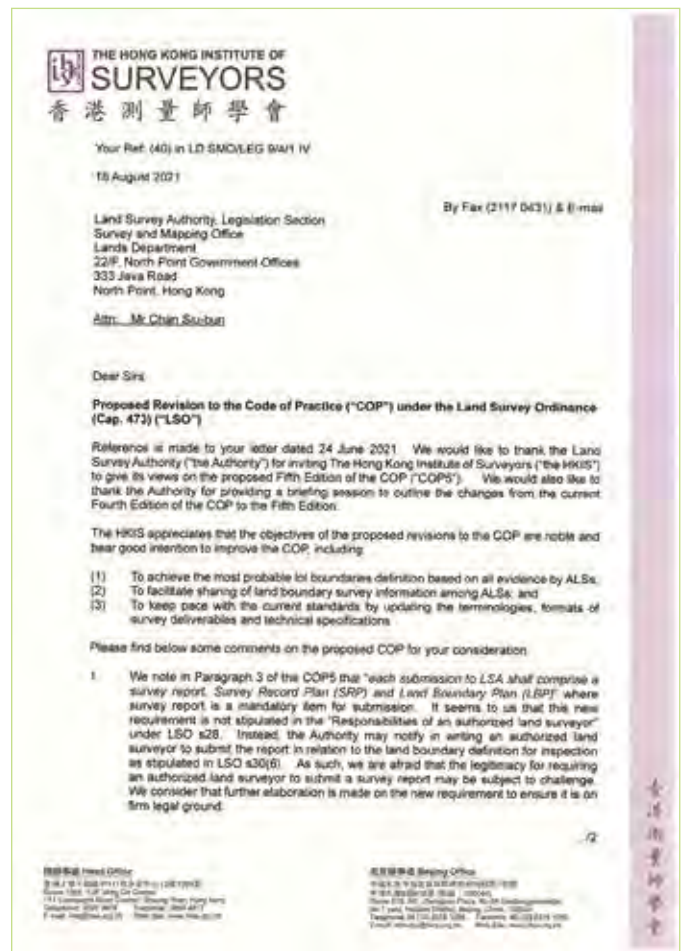 THE HONG KONG INSTITUTE OF
SURVEYORS
香港測量師學會
Your Ref: (40) in LD SMO/LEG 9/4/1 IV
18 August 2021
By Fax (2117 0431) & E-mail
Land Survey Authority, Legislation Section
Survey and Mapping Office
Lands Department
22/F, North Point Government Offices
333 Java Road
North Point, Hong Kong
Attn: Mr Chan Siu-bun
Dear Sirs
Proposed Revision to the Code of Practice ("COP") under the Land Survey Ordinance
(Cap. 473) ("LSO")
Reference is made to your letter dated 24 June 2021. We would like to thank the Land
Survey Authority ("the Authority") for inviting The Hong Kong Institute of Surveyors ("the HKIS")
to give its views on the proposed Fifth Edition of the COP ("COP5"). We would also like to
thank the Authority for providing a briefing session to outline the changes from the current
Fourth Edition of the COP to the Fifth Edition.
The HKIS appreciates that the objectives of the proposed revisions to the COP are noble and
bear good intention to improve the COP, including:
(1) To achieve the most probable lot boundaries definition based on all evidence by ALSs;
(2) To facilitate sharing of land boundary survey information among ALSs; and
(3) To keep pace with the current standards by updating the terminologies, formats of
survey deliverables and technical specifications
Please find below some comments on the proposed COP for your consideration
1. We note in Paragraph 3 of the COP5 that "each submission to LSA shall comprise a
survey report, Survey Record Plan (SRP) and Land Boundary Plan (LBP)" where
survey report is a mandatory item for submission. It seems to us that this new
requirement is not stipulated in the "Responsibilities of an authorized land surveyor"
under LSO s28. Instead, the Authority may notify in writing an authorized land
surveyor to submit the report in relation to the land boundary definition for inspection
as stipulated in LSO s30(6). As such, we are afraid that the legitimacy for requiring
an authorized land surveyor to submit a survey report may be subject to challenge.
We consider that further elaboration is made on the new requirement to ensure it is on
firm legal ground.
../2
香港測量師學會
Head Office
Beijing Office